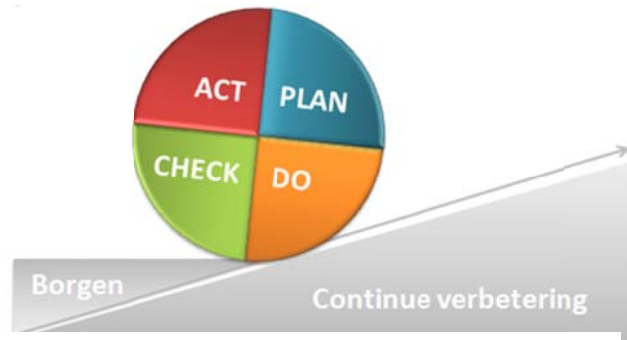 ACT
PLAN
CHECK
DO
Borgen
Continue verbetering